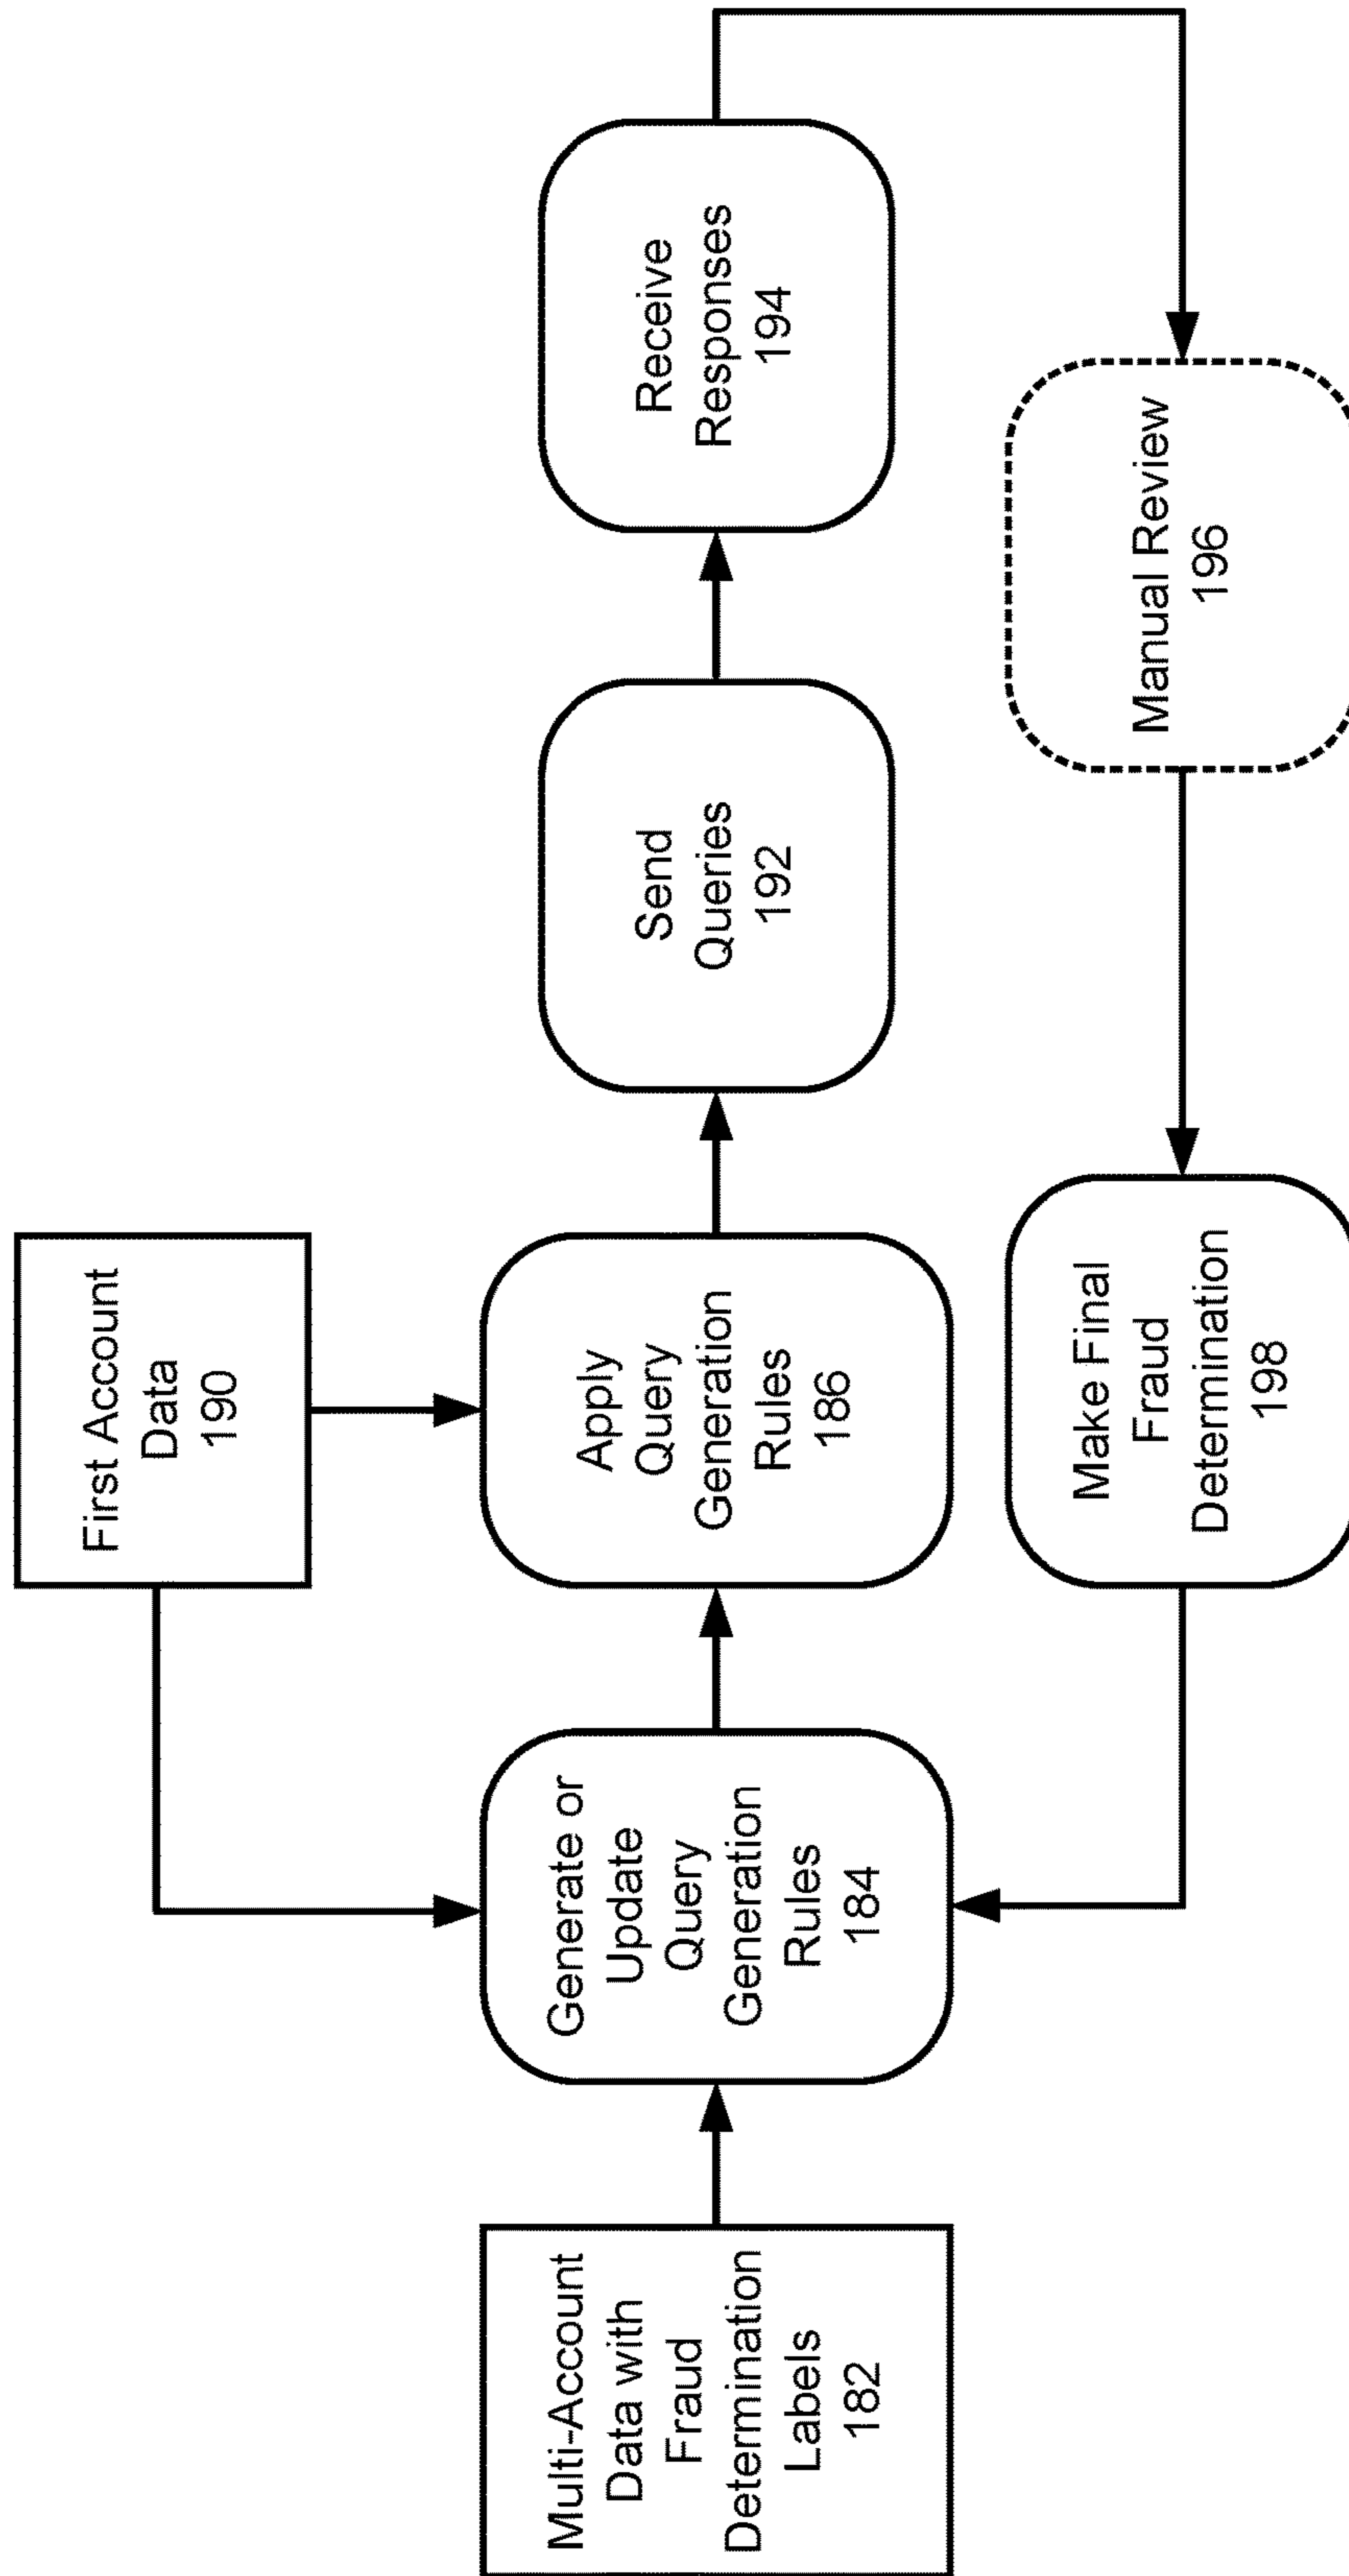 First Account
Data
190
Multi-Account
Data with
Fraud
Determination
Labels
182
Generate or
Update
Query
Generation
Rules
184
Apply
Query
Generation
Rules
186
Send
Queries
192
Receive
Responses
194
Make Final
Fraud
Determination
198
Manual Review
196